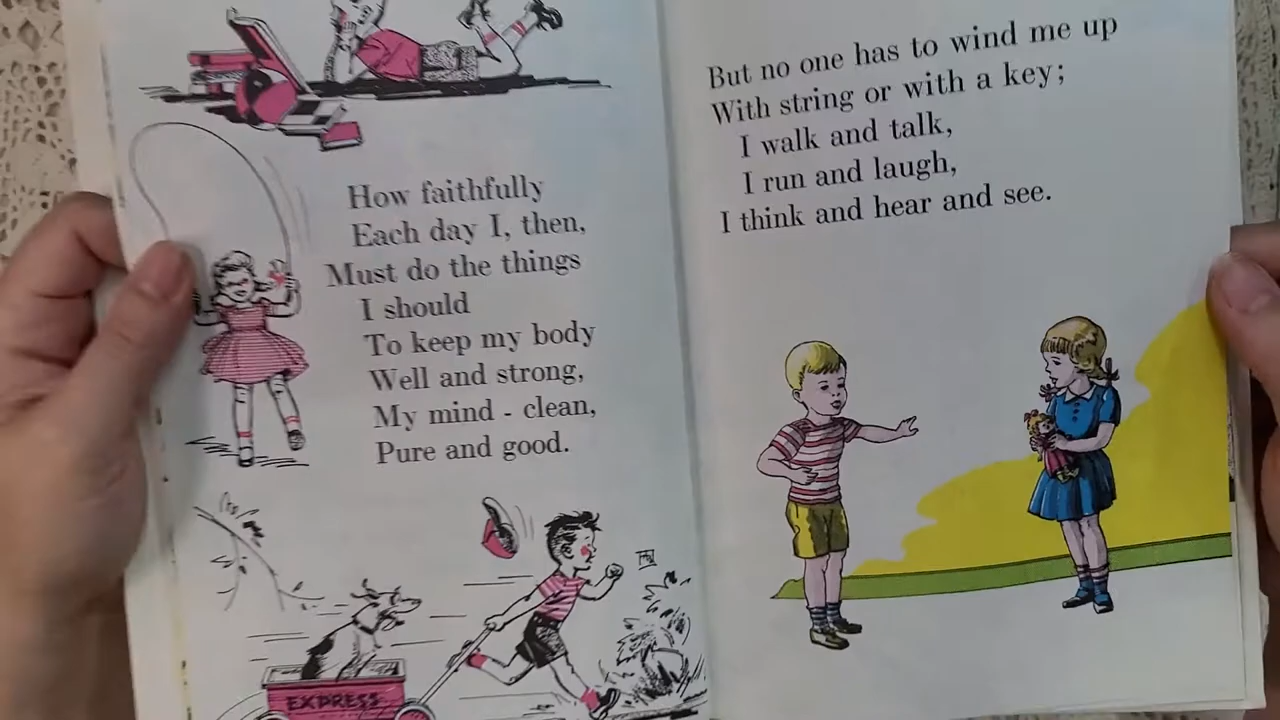 How faithfully
Each day I, then,
Must do the things
I should
To keep my body
Well and strong,
My mind - clean,
Pure and good.
EXPRESS
But no one has to wind me up
With string or with a key;
I walk and talk,
I run and laugh,
I think and hear and see.